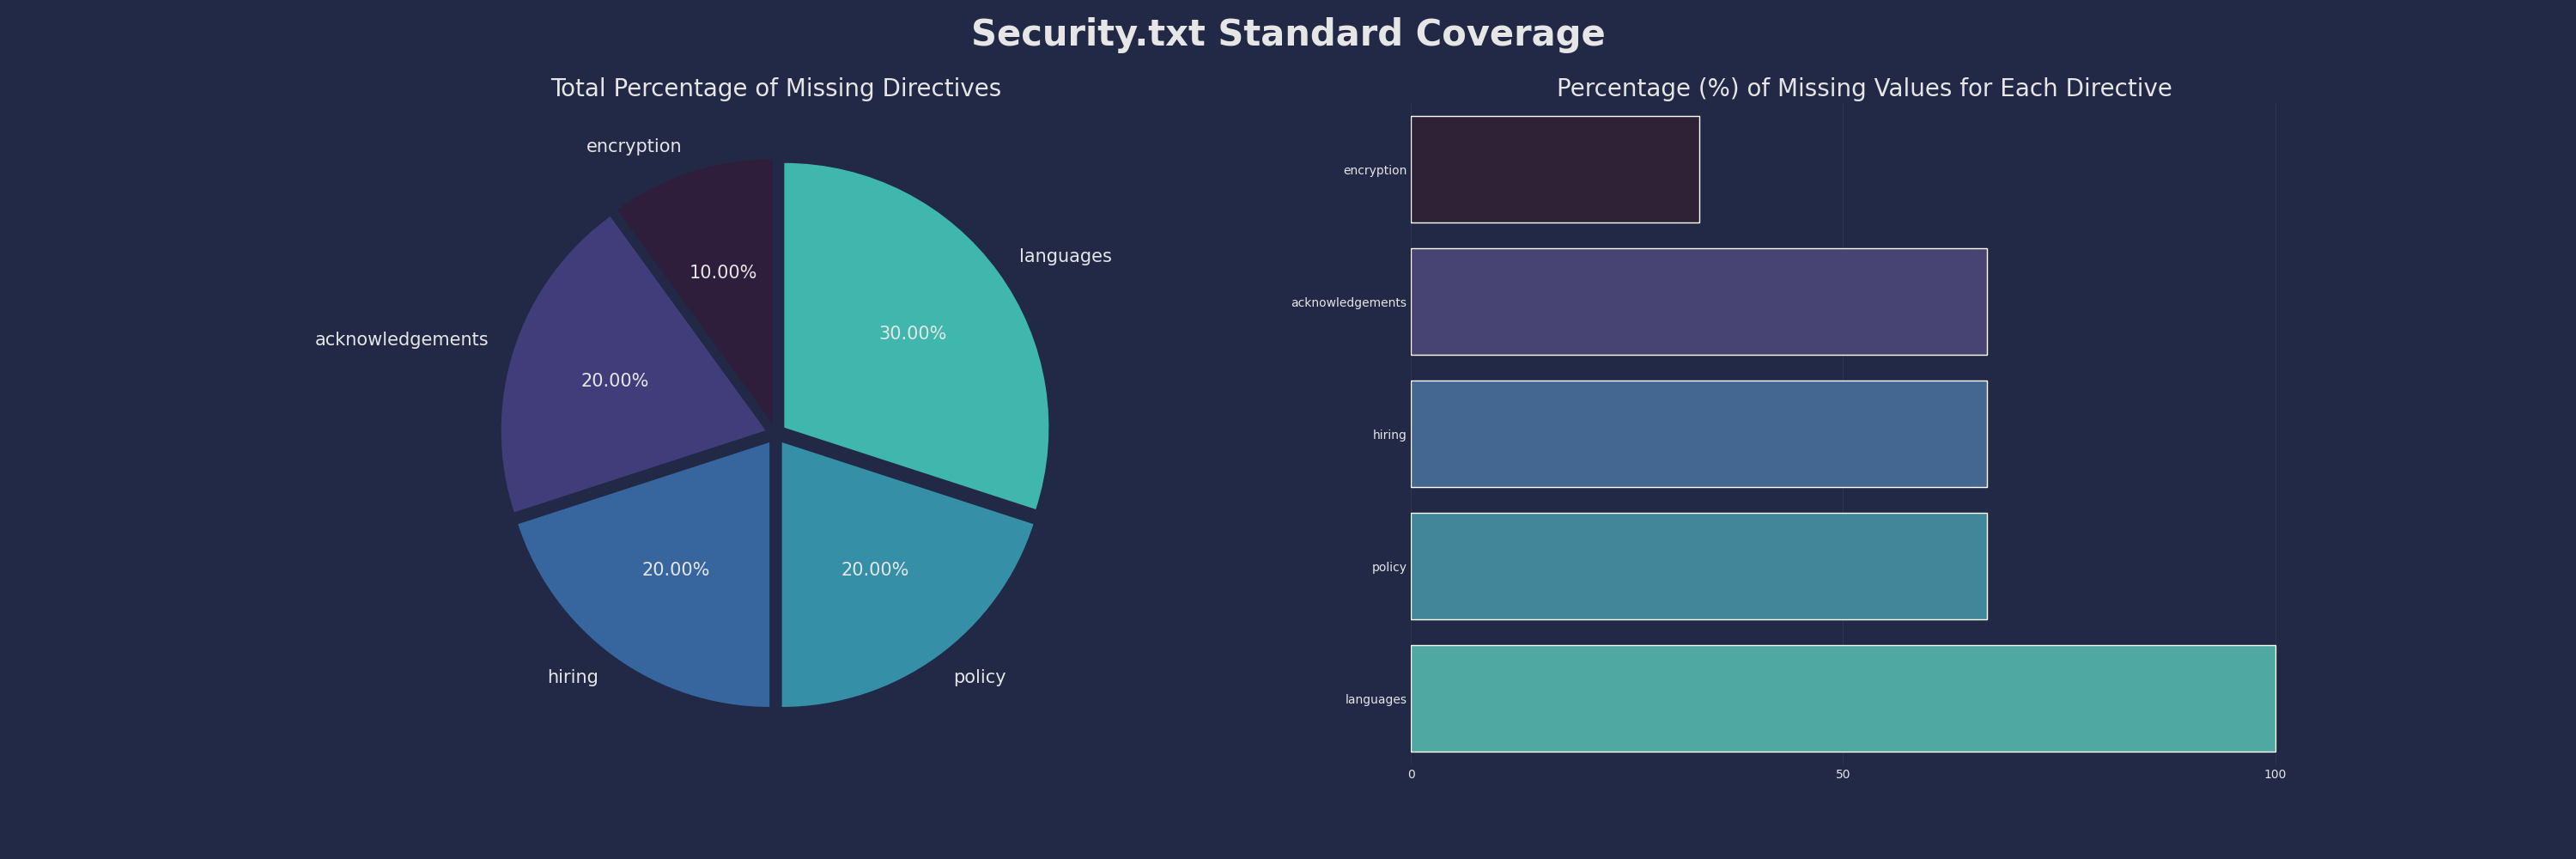 Security.txt Standard Coverage
Total Percentage of Missing Directives
encryption
10.00%
languages
30.00%
acknowledgements
20.00%
20.00%
20.00%
hiring
policy
Percentage (%) of Missing Values for Each Directive
encryption
acknowledgements
hiring
policy
languages
0 50 100